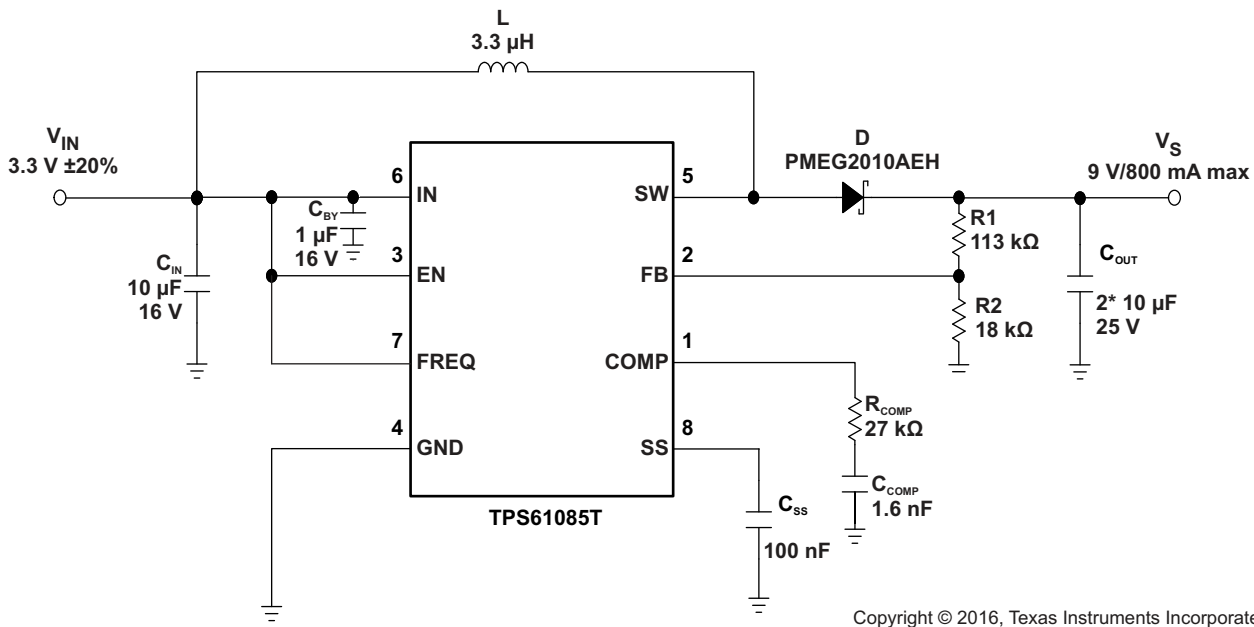 L
3.3 µH
V_IN
3.3 V ±20%
D
PMEG2010AEH
V_S
9 V/800 mA max
6
IN
SW
5
C_BY
1 µF
16 V
R1
113 kΩ
C_IN
10 µF
16 V
3
EN
FB
2
C_OUT
2* 10 µF
25 V
R2
18 kΩ
7
FREQ
COMP
1
R_COMP
27 kΩ
4
GND
SS
8
C_COMP
1.6 nF
C_SS
100 nF
TPS61085T
Copyright © 2016, Texas Instruments Incorporate